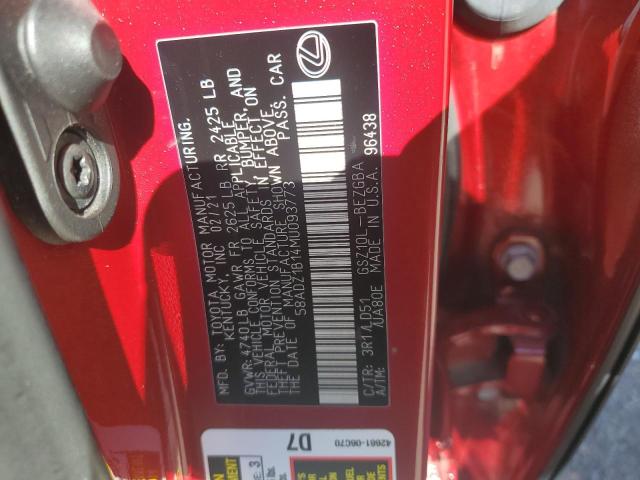 MFD. BY: TOYOTA MOTOR MANUFACTURING.
KENTUCKY, INC 02/21
GVWR: 4740LB GAWR FR 2625LB RR 2425 LB
THIS VEHICLE CONFORMS TO ALL APPLICABLE
FEDERAL MOTOR VEHICLE SAFETY, BUMPER, AND
THEFT PREVENTION STANDARDS IN EFFECT ON
THE DATE OF MANUFACTURE SHOWN ABOVE.
58ADZ1B14MU093773 PASS. CAR
C/TR: 3R1 / LD51 GSZ10L-BEZGBA
A/TM: /UA80E MADE IN U.S.A. 96438
D7
42661-06C70
3